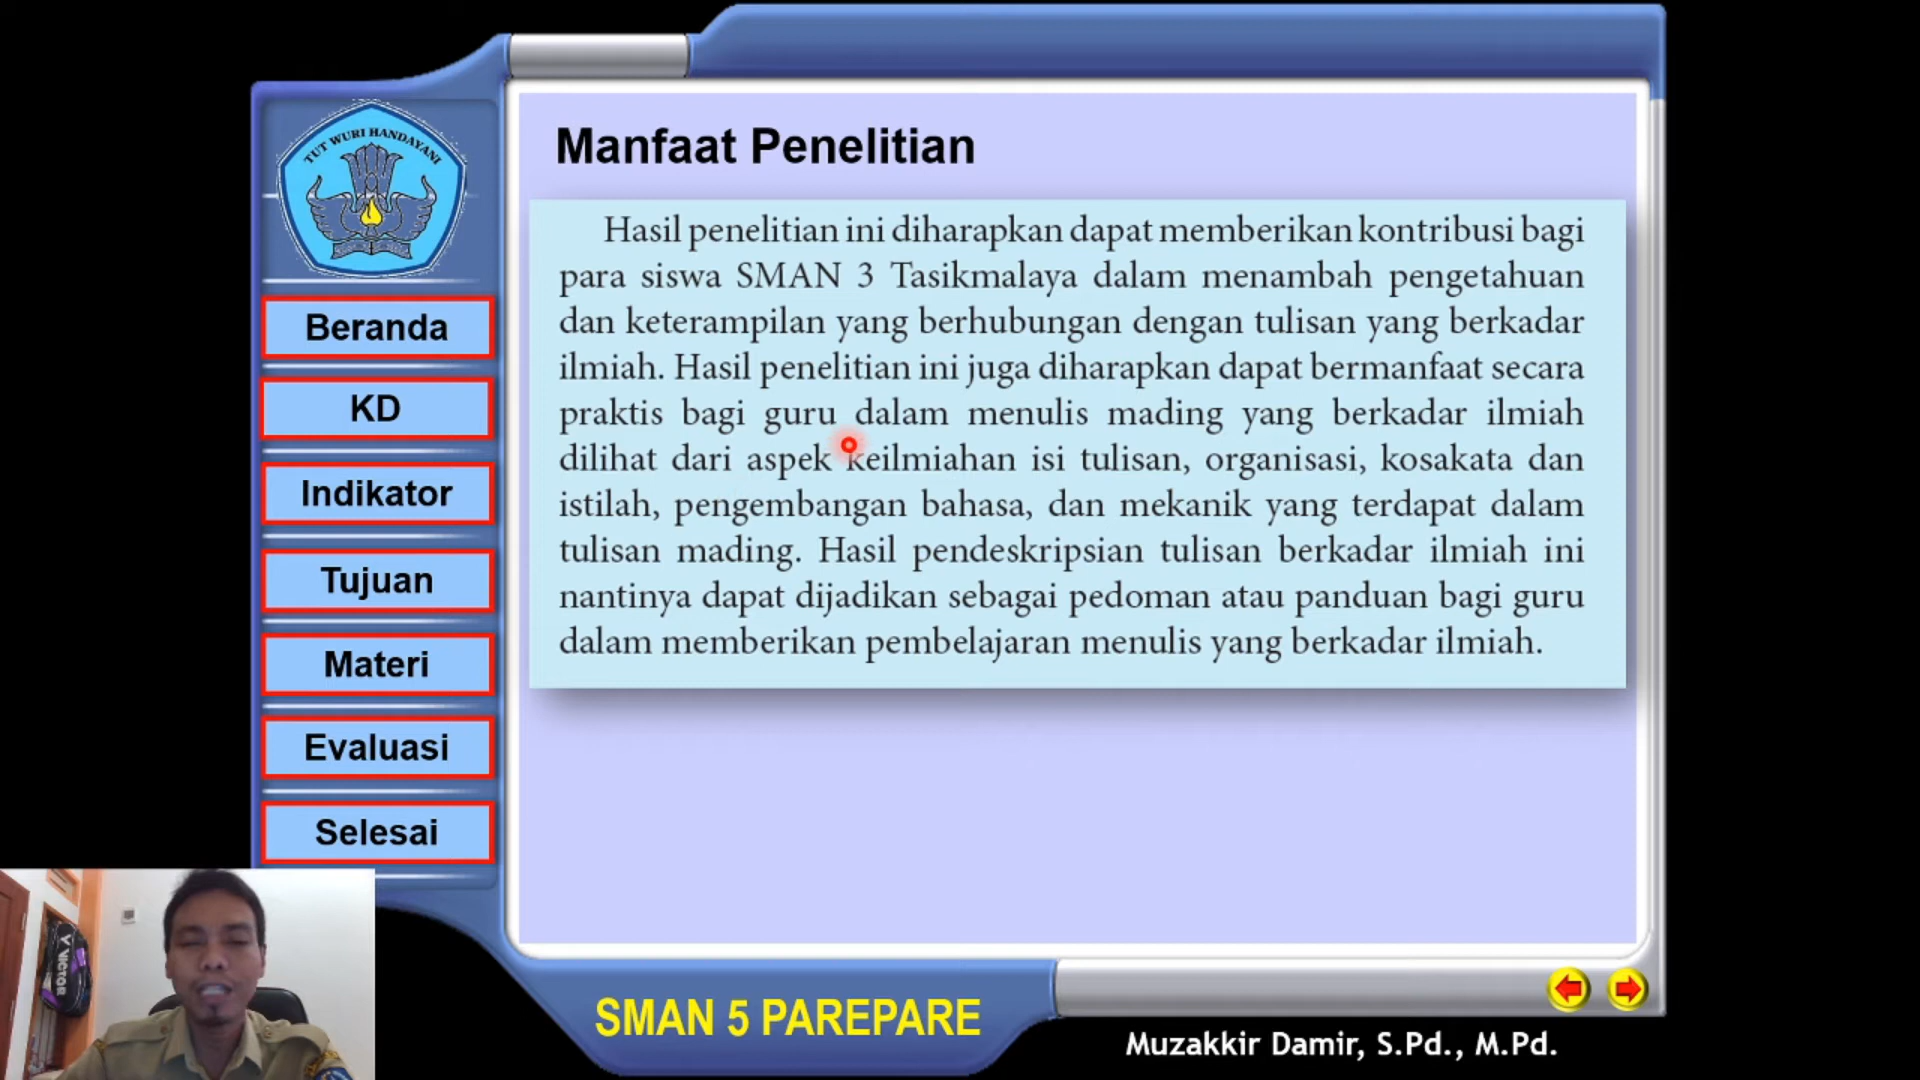 TUT WURI HANDAYANI
Beranda
KD
Indikator
Tujuan
Materi
Evaluasi
Selesai
Manfaat Penelitian
Hasil penelitian ini diharapkan dapat memberikan kontribusi bagi
para siswa SMAN 3 Tasikmalaya dalam menambah pengetahuan
dan keterampilan yang berhubungan dengan tulisan yang berkadar
ilmiah. Hasil penelitian ini juga diharapkan dapat bermanfaat secara
praktis bagi guru dalam menulis mading yang berkadar ilmiah
dilihat dari aspek keilmiahan isi tulisan, organisasi, kosakata dan
istilah, pengembangan bahasa, dan mekanik yang terdapat dalam
tulisan mading. Hasil pendeskripsian tulisan berkadar ilmiah ini
nantinya dapat dijadikan sebagai pedoman atau panduan bagi guru
dalam memberikan pembelajaran menulis yang berkadar ilmiah.
VICTOR
SMAN 5 PAREPARE
Muzakkir Damir, S.Pd., M.Pd.